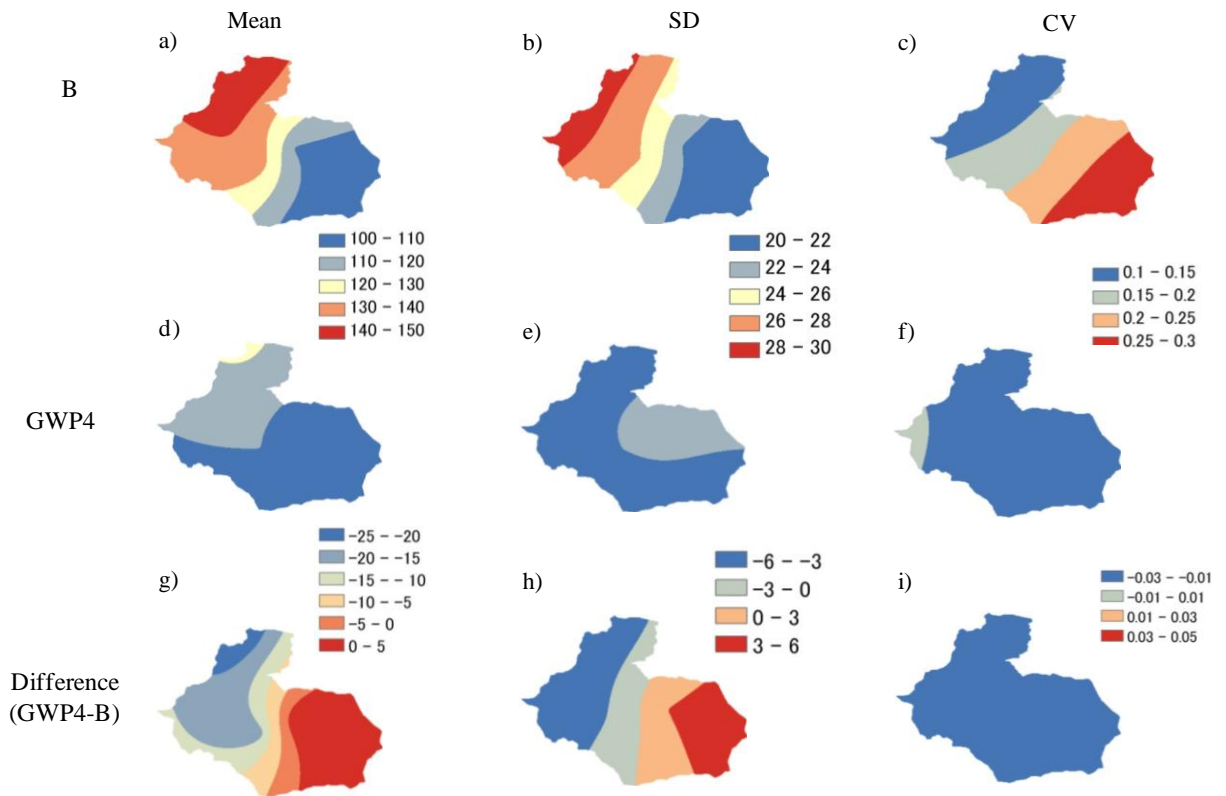 Mean
SD
CV
a)
b)
c)
B
100 - 110
110 - 120
120 - 130
130 - 140
140 - 150
20 - 22
22 - 24
24 - 26
26 - 28
28 - 30
0.1 - 0.15
0.15 - 0.2
0.2 - 0.25
0.25 - 0.3
d)
e)
f)
GWP4
-25 - -20
-20 - -15
-15 - -10
-10 - -5
-5 - 0
0 - 5
-6 - -3
-3 - 0
0 - 3
3 - 6
-0.03 - -0.01
-0.01 - 0.01
0.01 - 0.03
0.03 - 0.05
g)
h)
i)
Difference
(GWP4-B)